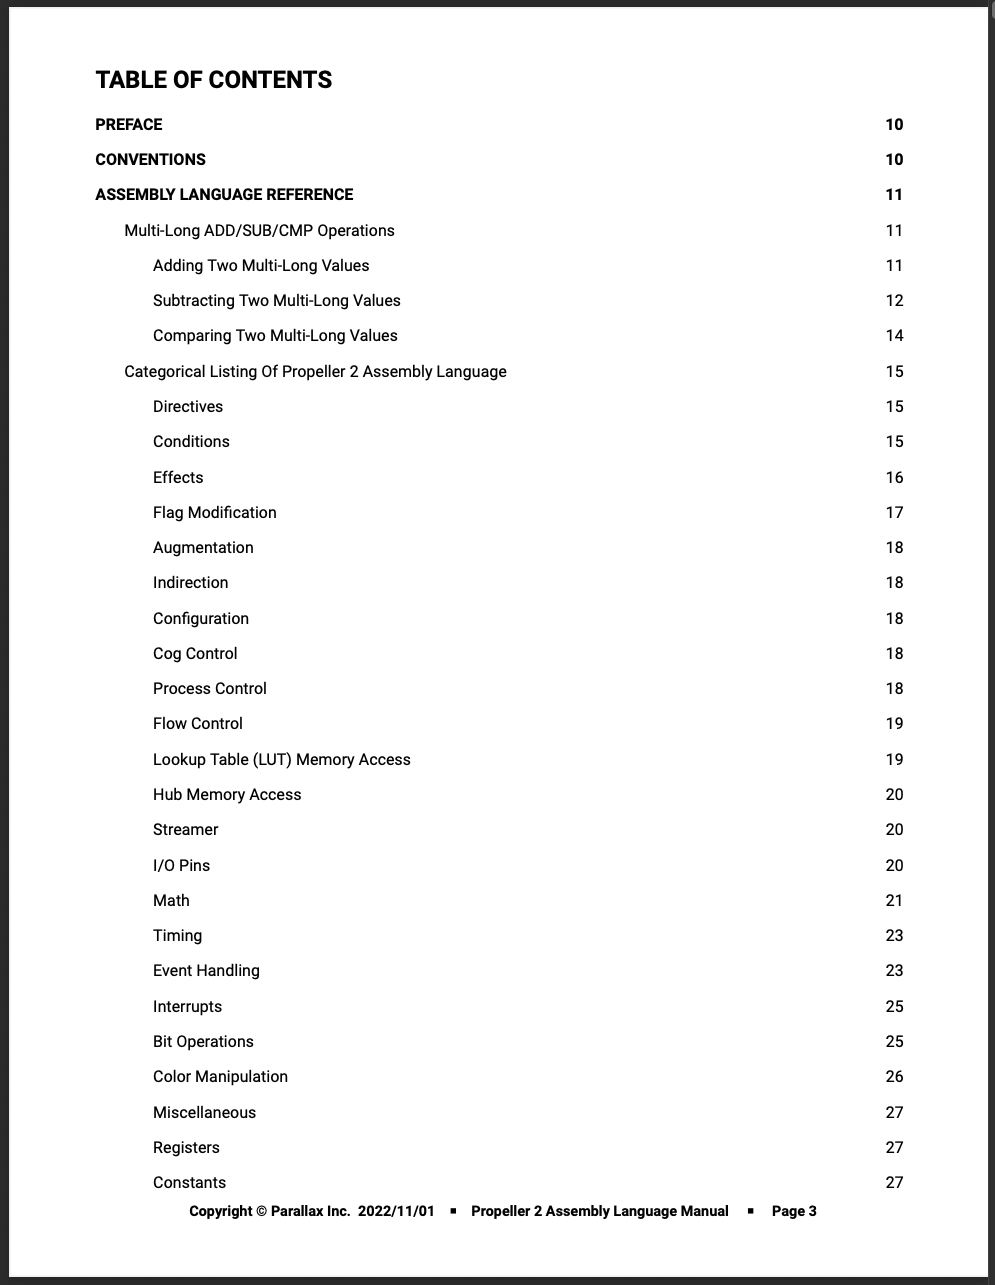 TABLE OF CONTENTS
PREFACE 10
CONVENTIONS 10
ASSEMBLY LANGUAGE REFERENCE 11
Multi-Long ADD/SUB/CMP Operations 11
Adding Two Multi-Long Values 11
Subtracting Two Multi-Long Values 12
Comparing Two Multi-Long Values 14
Categorical Listing Of Propeller 2 Assembly Language 15
Directives 15
Conditions 15
Effects 16
Flag Modification 17
Augmentation 18
Indirection 18
Configuration 18
Cog Control 18
Process Control 18
Flow Control 19
Lookup Table (LUT) Memory Access 19
Hub Memory Access 20
Streamer 20
I/O Pins 20
Math 21
Timing 23
Event Handling 23
Interrupts 25
Bit Operations 25
Color Manipulation 26
Miscellaneous 27
Registers 27
Constants 27
Copyright © Parallax Inc. 2022/11/01 ▪ Propeller 2 Assembly Language Manual ▪ Page 3